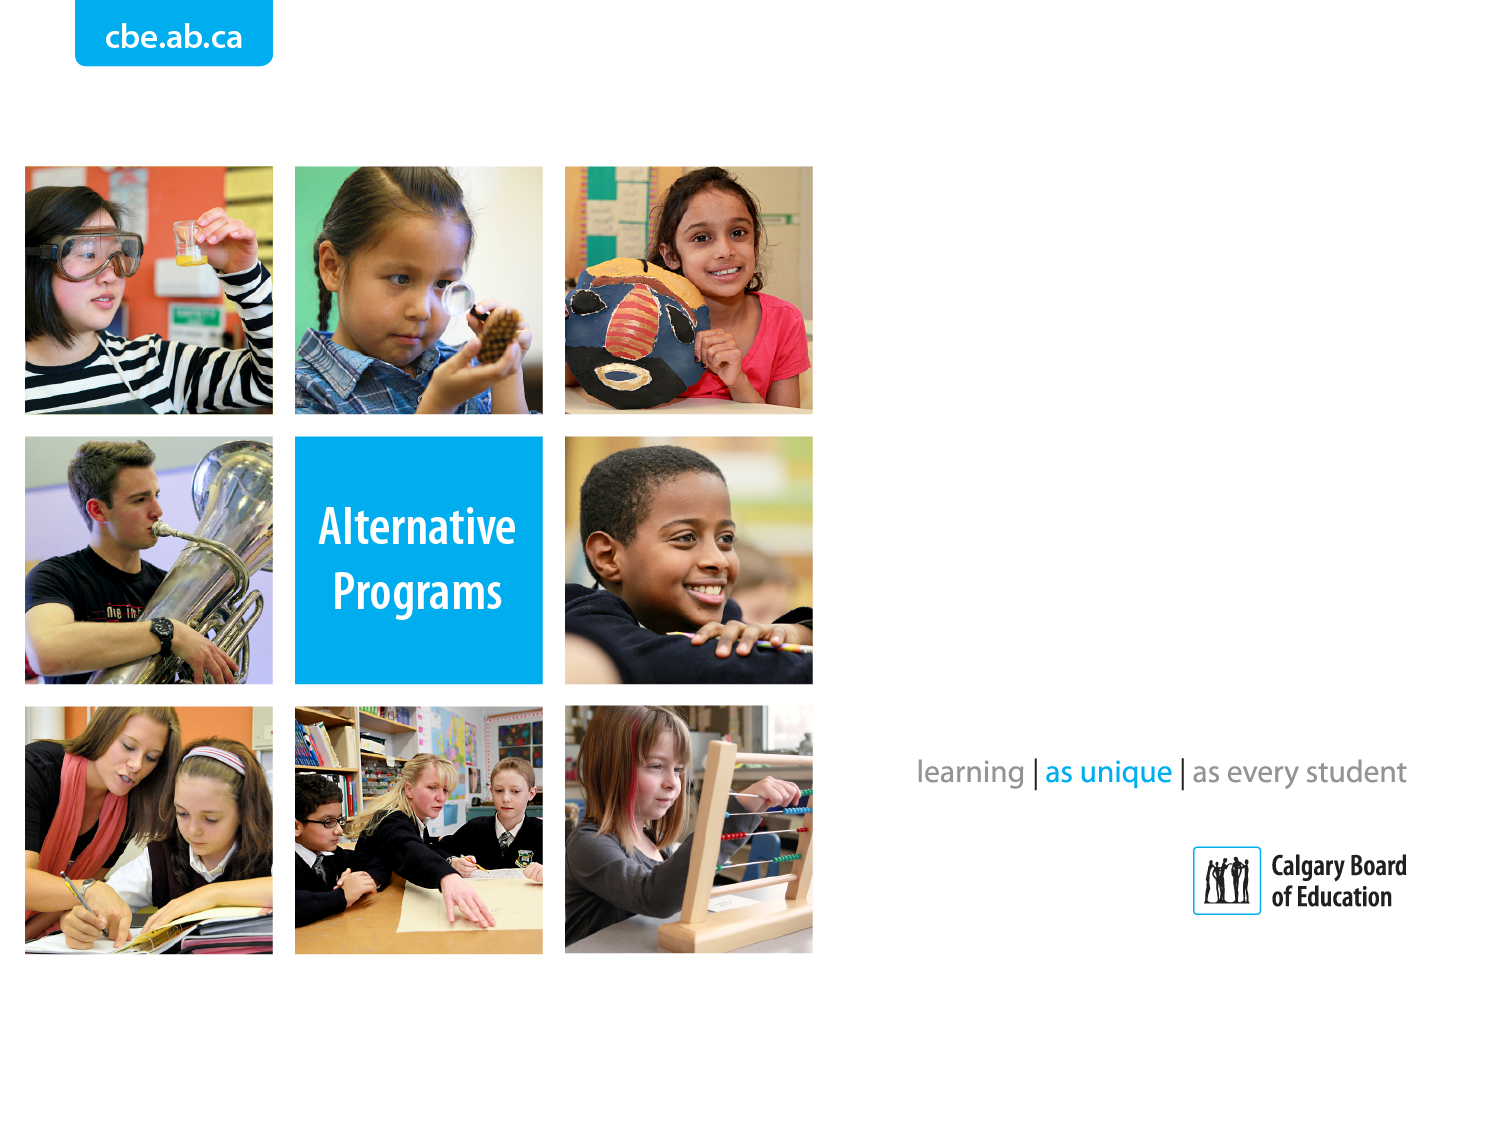 cbe.ab.ca
Alternative
Programs
learning | as unique | as every student
Calgary Board
of Education